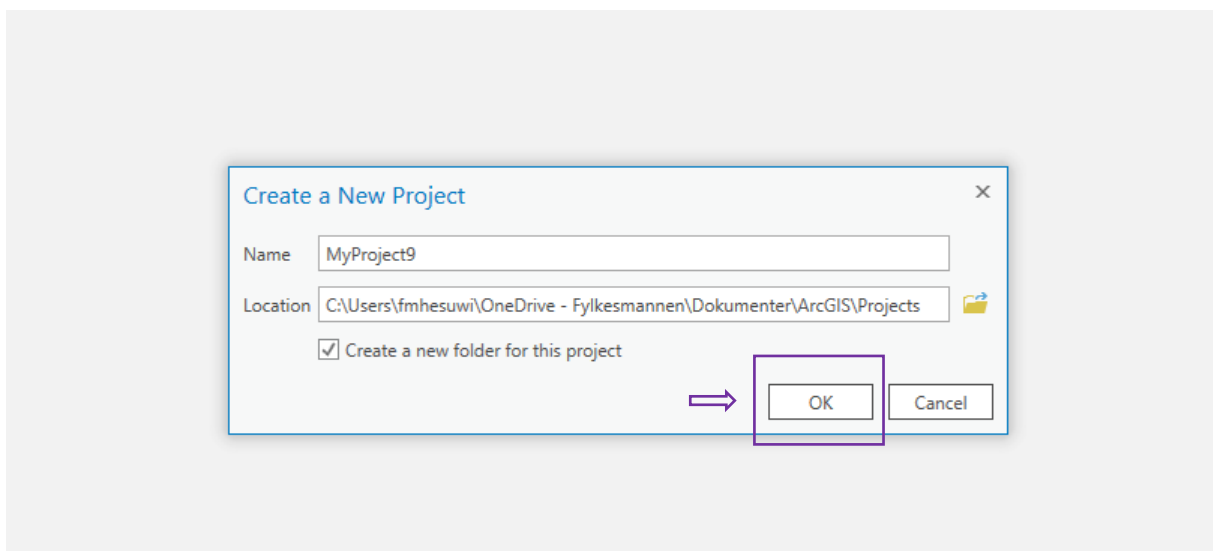 Create a New Project
Name MyProject9
Location C:\Users\fmhesuwi\OneDrive - Fylkesmannen\Dokumenter\ArcGIS\Projects
Create a new folder for this project
OK Cancel